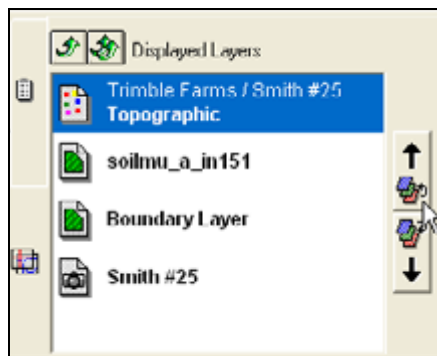 Displayed Layers
Trimble Farms / Smith #25
Topographic
soilmu_a_in151
Boundary Layer
Smith #25